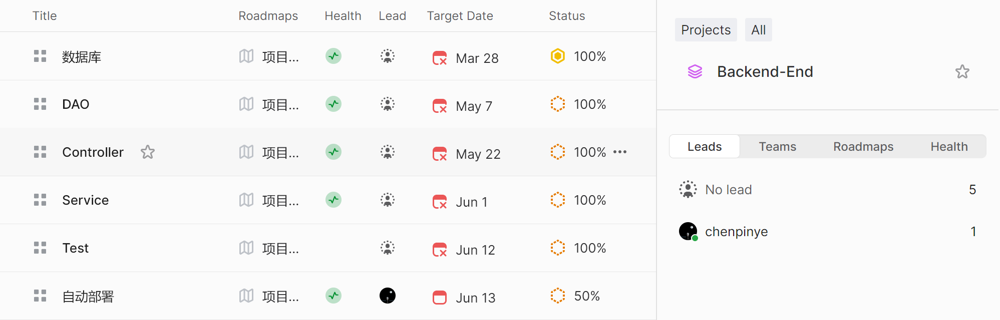 Title Roadmaps Health Lead Target Date Status
数据库 项目... Mar 28 100%
DAO 项目... May 7 100%
Controller 项目... May 22 100%
Service 项目... Jun 1 100%
Test 项目... Jun 12 100%
自动部署 项目... Jun 13 50%
Projects All
Backend-End
Leads Teams Roadmaps Health
No lead 5
chenpinye 1